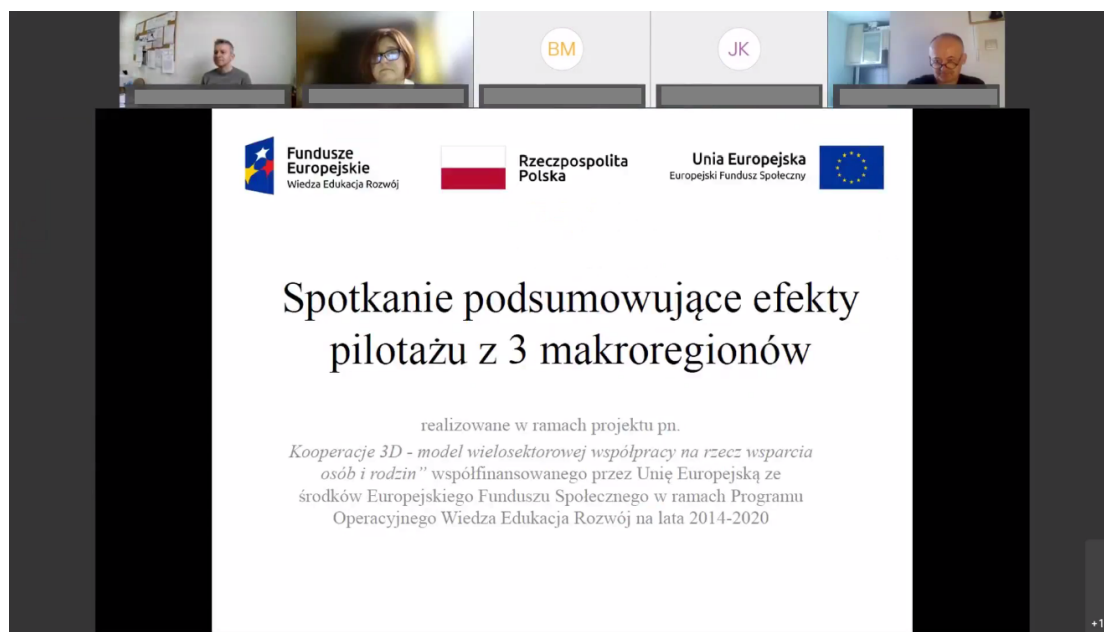 BM
JK
Fundusze
Europejskie
Wiedza Edukacja Rozwój
Rzeczpospolita
Polska
Unia Europejska
Europejski Fundusz Społeczny
Spotkanie podsumowujące efekty
pilotażu z 3 makroregionów
realizowane w ramach projektu pn.
Kooperacje 3D - model wielosektorowej współpracy na rzecz wsparcia
osób i rodzin” współfinansowanego przez Unię Europejską ze
środków Europejskiego Funduszu Społecznego w ramach Programu
Operacyjnego Wiedza Edukacja Rozwój na lata 2014-2020
+1